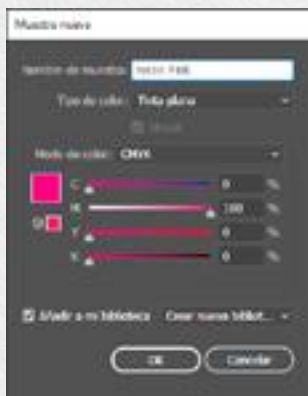 Muestra nueva
Nombre de muestra:
Tipo de color: Tinta plana
Modo de color: CMYK
C 0 %
M 100 %
Y 0 %
K 0 %
Añadir a mi biblioteca Crear nueva bibliot...
OK Cancelar